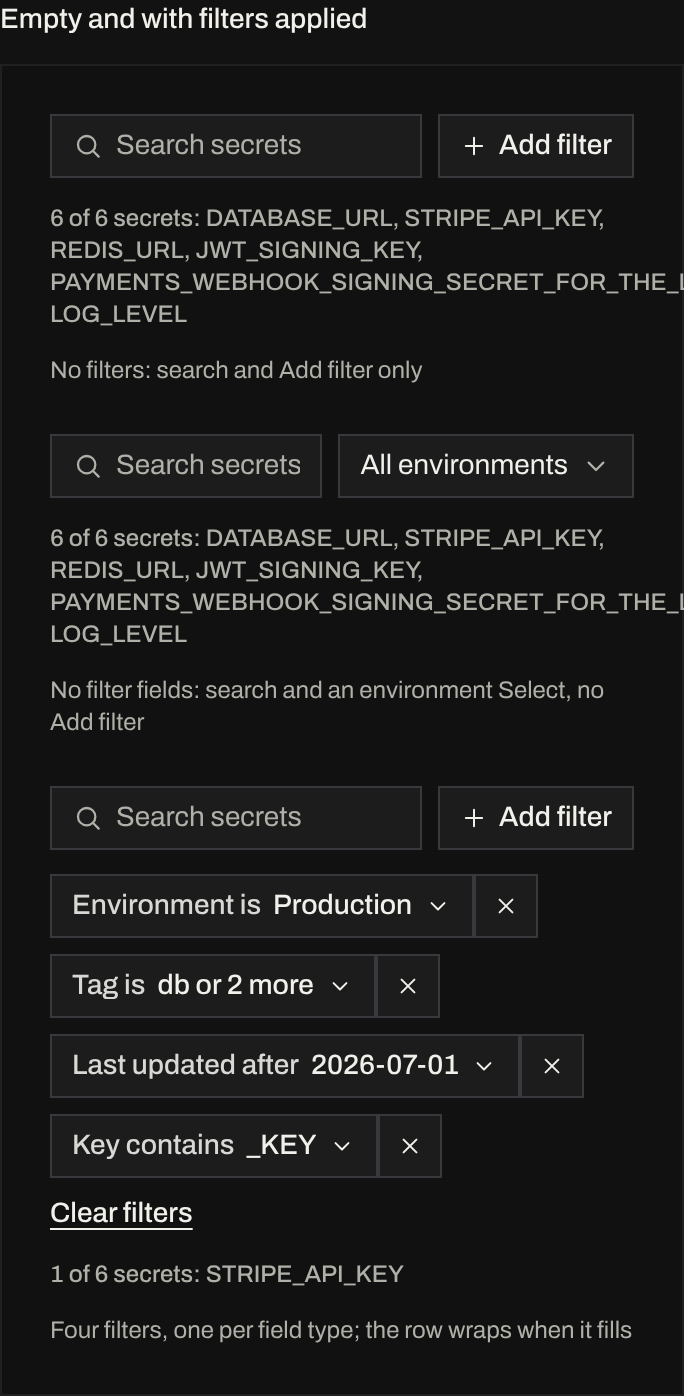 Empty and with filters applied
Search secrets
Add filter
6 of 6 secrets: DATABASE_URL, STRIPE_API_KEY,
REDIS_URL, JWT_SIGNING_KEY,
PAYMENTS_WEBHOOK_SIGNING_SECRET_FOR_THE_
LOG_LEVEL
No filters: search and Add filter only
Search secrets
All environments
6 of 6 secrets: DATABASE_URL, STRIPE_API_KEY,
REDIS_URL, JWT_SIGNING_KEY,
PAYMENTS_WEBHOOK_SIGNING_SECRET_FOR_THE_
LOG_LEVEL
No filter fields: search and an environment Select, no
Add filter
Search secrets
Add filter
Environment is Production
Tag is db or 2 more
Last updated after 2026-07-01
Key contains _KEY
Clear filters
1 of 6 secrets: STRIPE_API_KEY
Four filters, one per field type; the row wraps when it fills